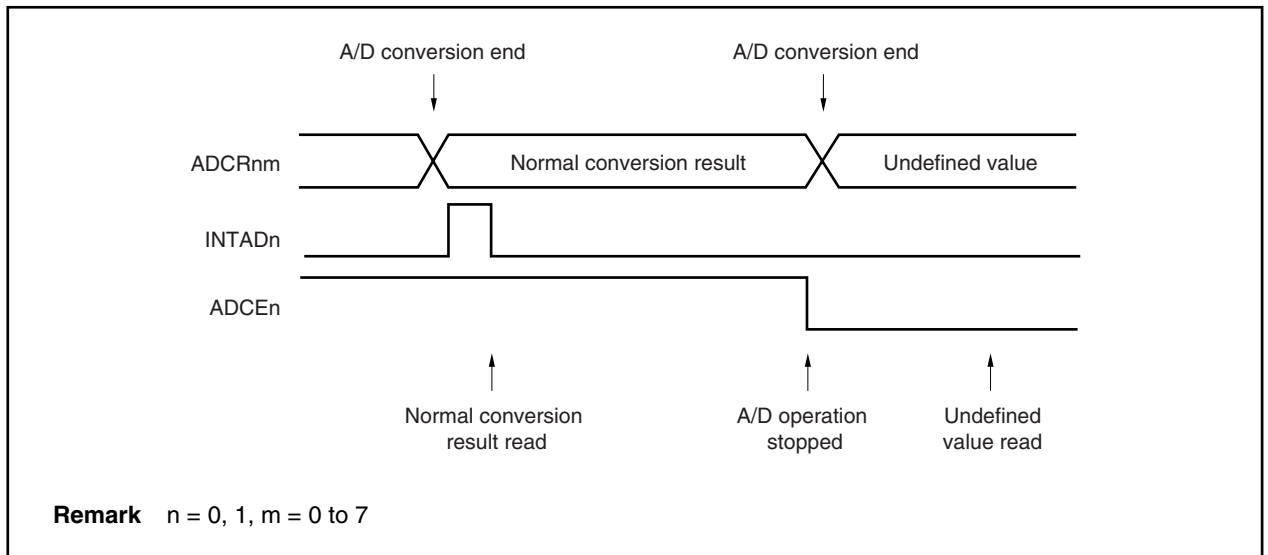 A/D conversion end
A/D conversion end
ADCRnm
Normal conversion result
Undefined value
INTADn
ADCEn
Normal conversion
result read
A/D operation
stopped
Undefined
value read
Remark n = 0, 1, m = 0 to 7